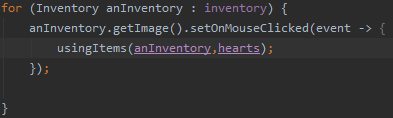 for (Inventory anInventory : inventory) {
anInventory.getImage().setOnMouseClicked(event -> {
usingItems(anInventory,hearts);
});
}